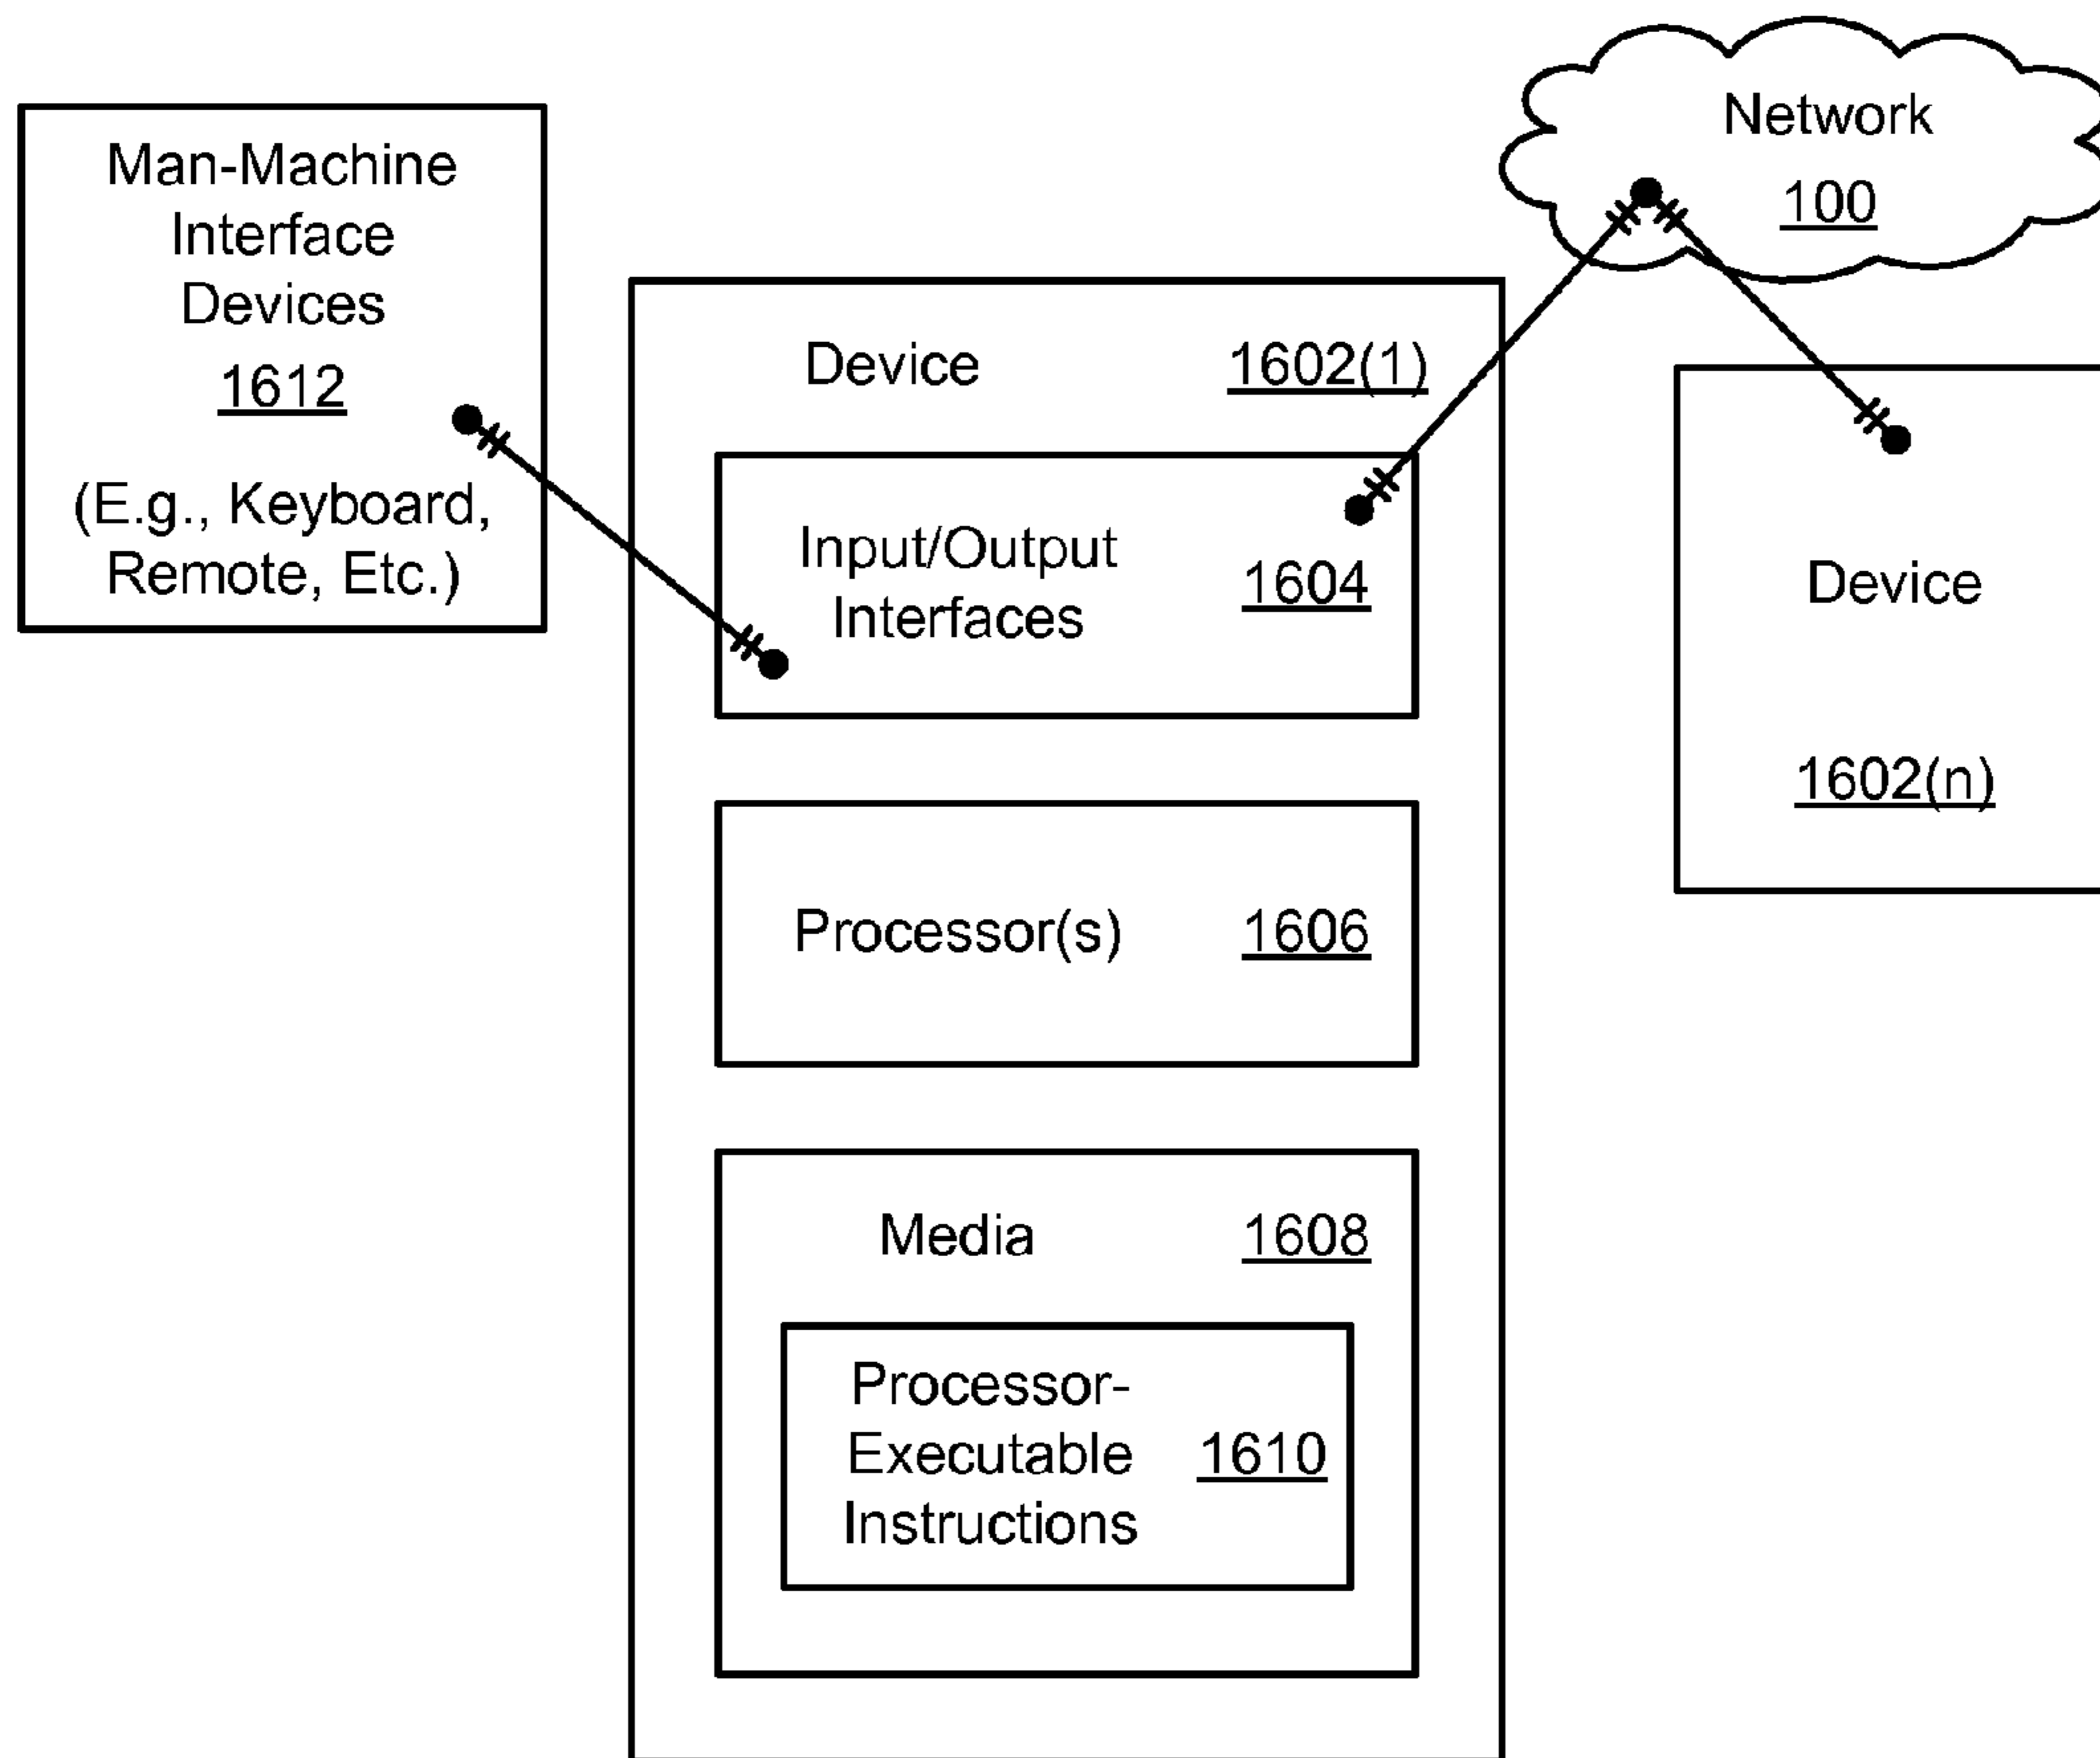 Man-Machine
Interface
Devices
1612
(E.g., Keyboard,
Remote, Etc.)
Device 1602(1)
Input/Output
Interfaces
1604
Processor(s) 1606
Media 1608
Processor-
Executable
Instructions
1610
Network
100
Device
1602(n)